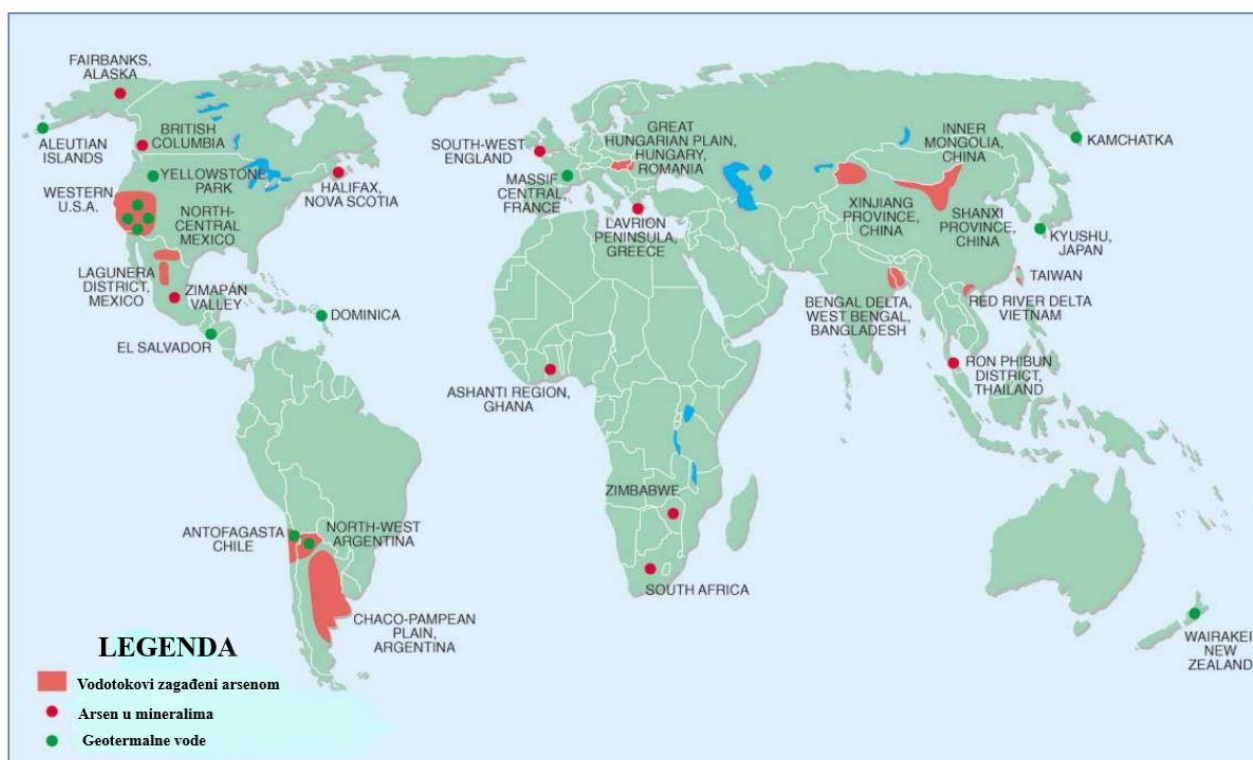 FAIRBANKS,
ALASKA
ALEUTIAN
ISLANDS
BRITISH
COLUMBIA
YELLOWSTONE
PARK
HALIFAX,
NOVA SCOTIA
WESTERN
U.S.A.
NORTH-
CENTRAL
MEXICO
LAGUNERA
DISTRICT,
MEXICO
ZIMAPÁN
VALLEY
DOMINICA
EL SALVADOR
ANTOFAGASTA
CHILE
NORTH-WEST
ARGENTINA
CHACO-PAMPEAN
PLAIN,
ARGENTINA
SOUTH-WEST
ENGLAND
GREAT
HUNGARIAN PLAIN,
HUNGARY,
ROMANIA
MASSIF
CENTRAL,
FRANCE
LAVRION
PENINSULA,
GREECE
ASHANTI REGION,
GHANA
ZIMBABWE
SOUTH AFRICA
INNER
MONGOLIA,
CHINA
KAMCHATKA
XINJIANG
PROVINCE,
CHINA
SHANXI
PROVINCE,
CHINA
KYUSHU,
JAPAN
TAIWAN
BENGAL DELTA,
WEST BENGAL,
BANGLADESH
RED RIVER DELTA
VIETNAM
RON PHIBUN
DISTRICT,
THAILAND
WAIRAKEI
NEW
ZEALAND
LEGENDA
Vodotokovi zagađeni arsenom
Arsen u mineralima
Geotermalne vode